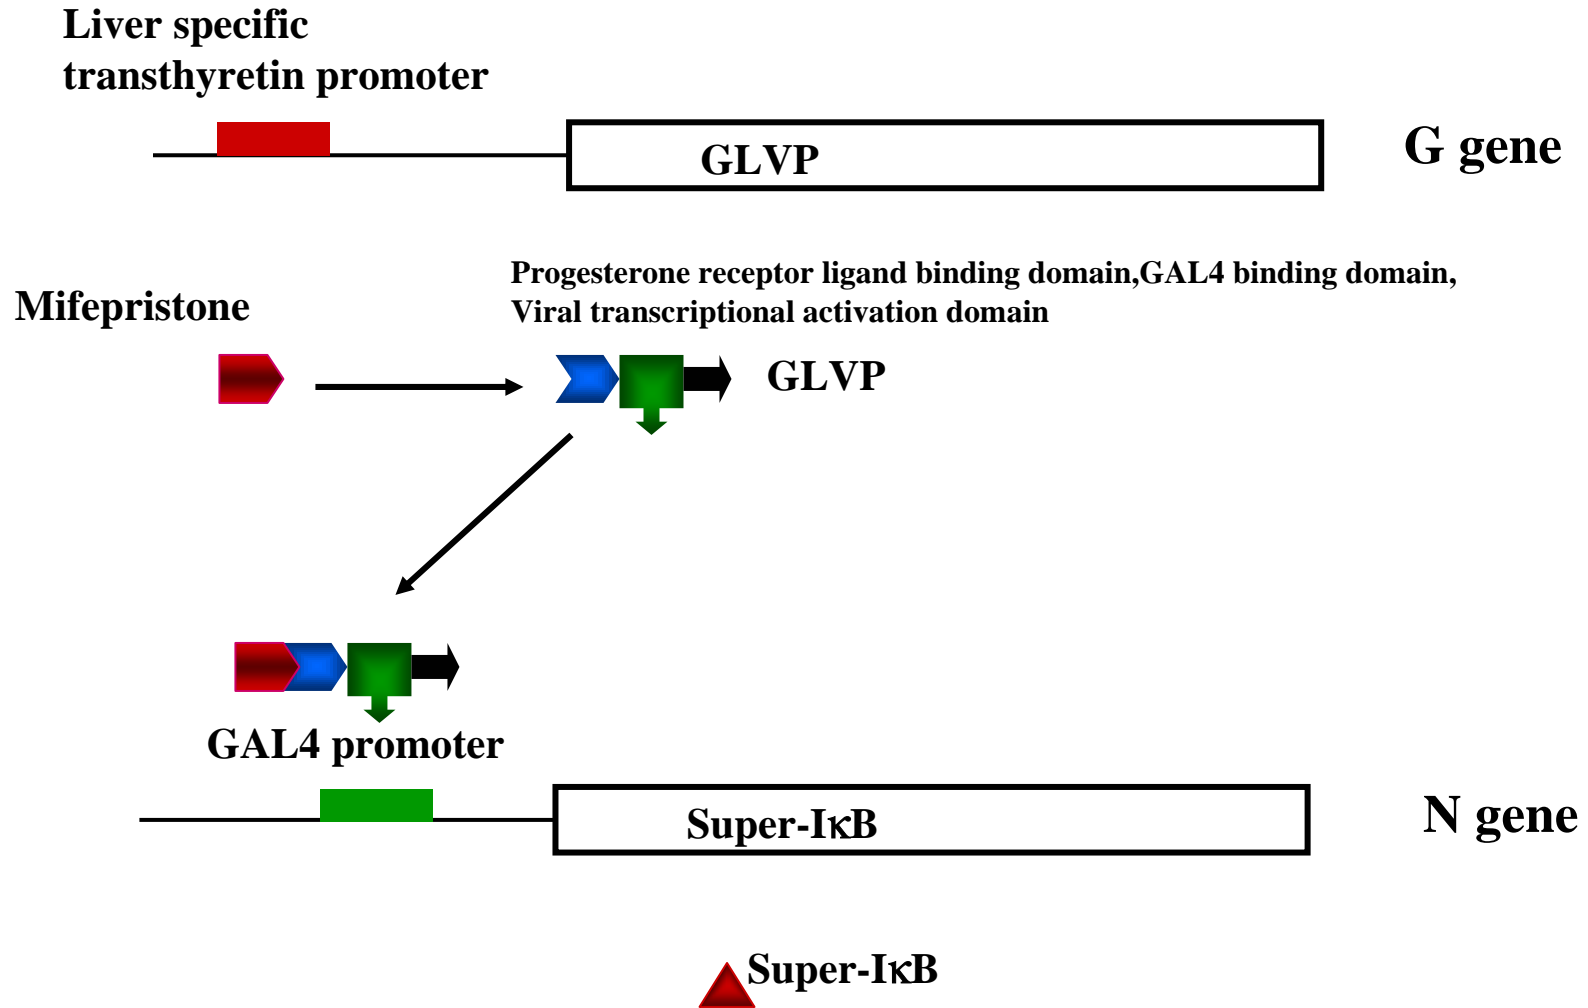 Liver specific
transthyretin promoter
GLVP
G gene
Progesterone receptor ligand binding domain,GAL4 binding domain,
Viral transcriptional activation domain
Mifepristone
GLVP
GAL4 promoter
Super-IκB
N gene
Super-IκB